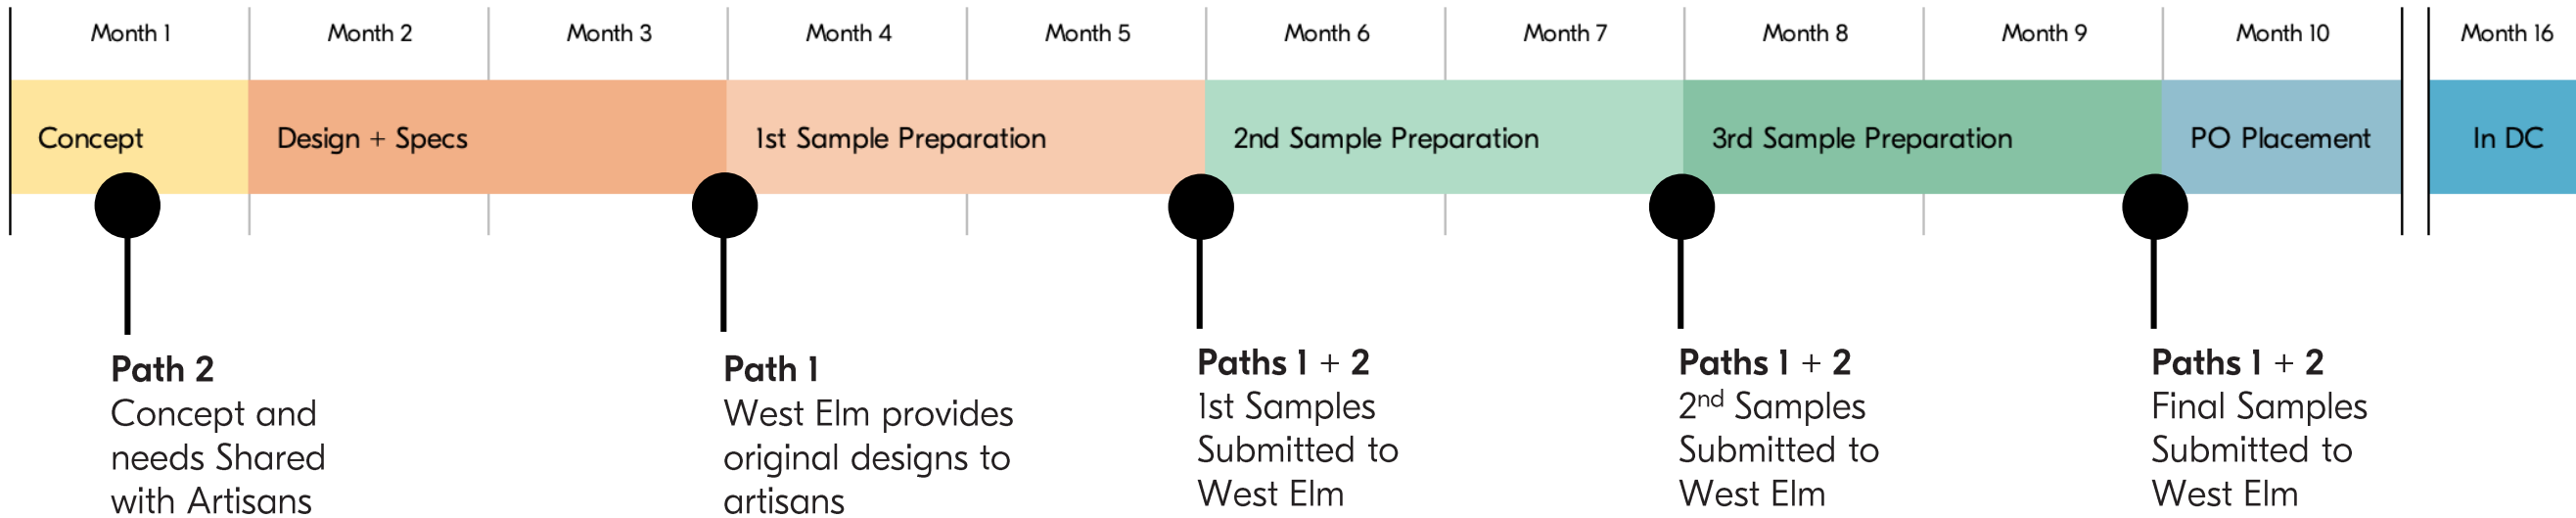 Month 1
Month 2
Month 3
Month 4
Month 5
Month 6
Month 7
Month 8
Month 9
Month 10
Month 16
Concept
Design + Specs
1st Sample Preparation
2nd Sample Preparation
3rd Sample Preparation
PO Placement
In DC
Path 2
Concept and
needs Shared
with Artisans
Path 1
West Elm provides
original designs to
artisans
Paths 1 + 2
1st Samples
Submitted to
West Elm
Paths 1 + 2
2nd Samples
Submitted to
West Elm
Paths 1 + 2
Final Samples
Submitted to
West Elm